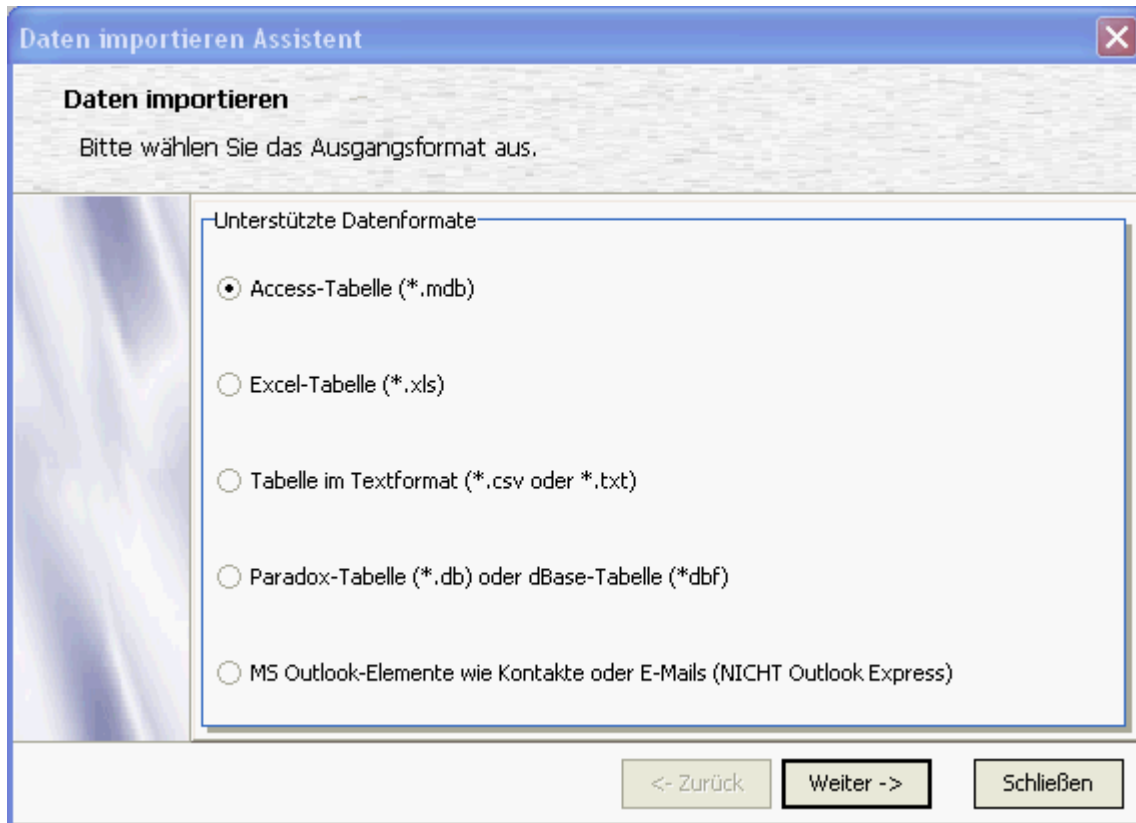 Daten importieren Assistent
Daten importieren
Bitte wählen Sie das Ausgangsformat aus.
Unterstützte Datenformate
Access-Tabelle (*.mdb)
Excel-Tabelle (*.xls)
Tabelle im Textformat (*.csv oder *.txt)
Paradox-Tabelle (*.db) oder dBase-Tabelle (*dbf)
MS Outlook-Elemente wie Kontakte oder E-Mails (NICHT Outlook Express)
<- Zurück Weiter -> Schließen